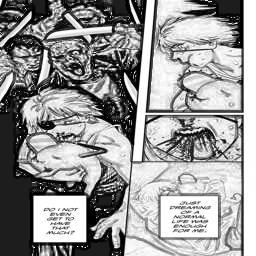 DO I NOT
EVEN
GET TO
HAVE
THAT
MUCH?
JUST
DREAMING
OF A
NORMAL
LIFE WAS
ENOUGH
FOR ME.